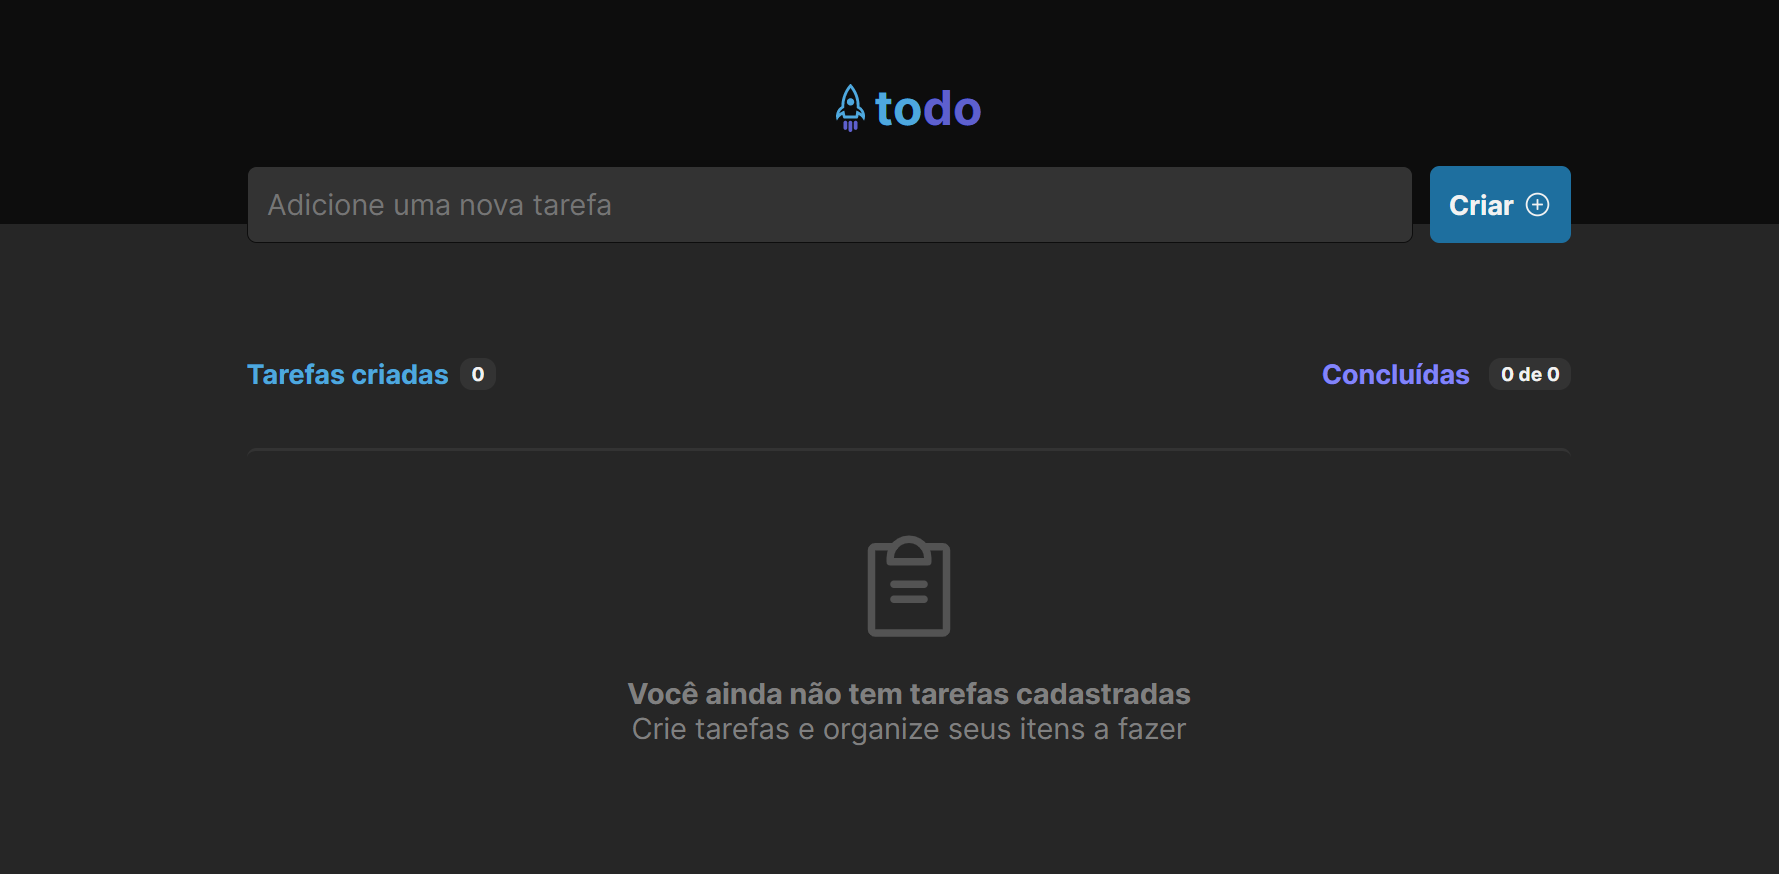 todo
Adicione uma nova tarefa
Criar
Tarefas criadas 0
Concluídas 0 de 0
Você ainda não tem tarefas cadastradas
Crie tarefas e organize seus itens a fazer